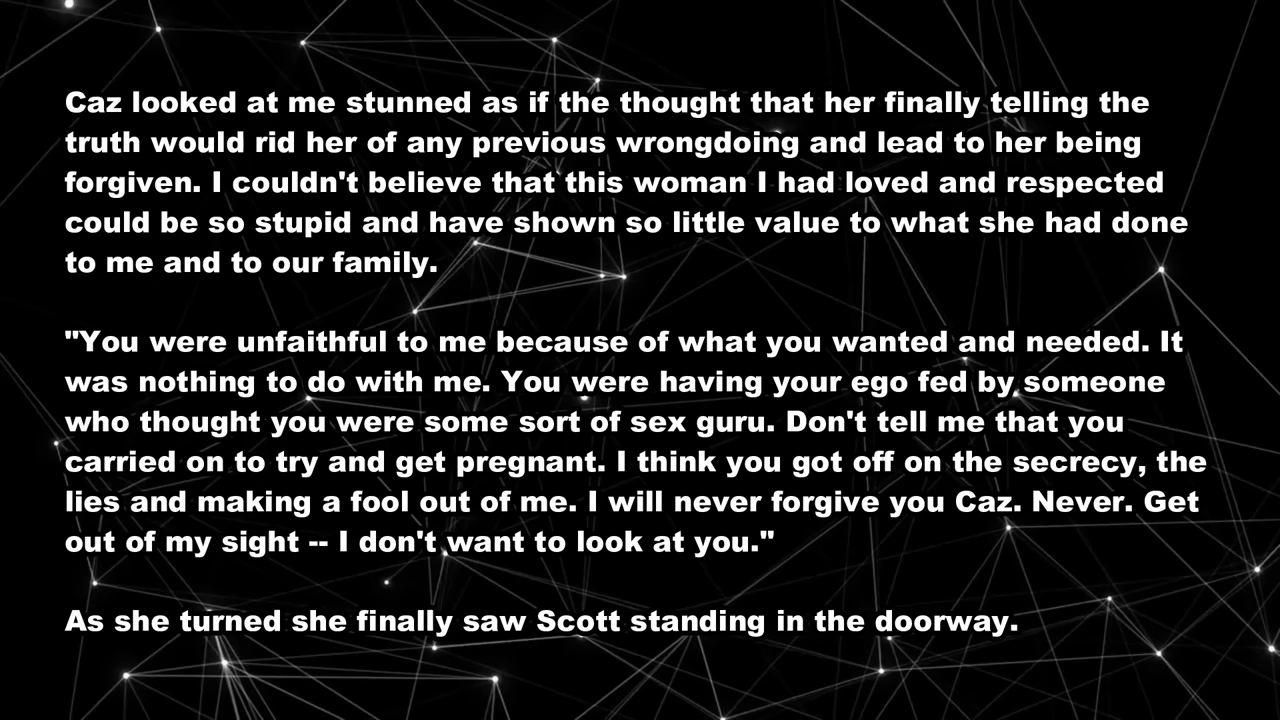 Caz looked at me stunned as if the thought that her finally telling the
truth would rid her of any previous wrongdoing and lead to her being
forgiven. I couldn't believe that this woman I had loved and respected
could be so stupid and have shown so little value to what she had done
to me and to our family.
"You were unfaithful to me because of what you wanted and needed. It
was nothing to do with me. You were having your ego fed by someone
who thought you were some sort of sex guru. Don't tell me that you
carried on to try and get pregnant. I think you got off on the secrecy, the
lies and making a fool out of me. I will never forgive you Caz. Never. Get
out of my sight -- I don't want to look at you."
As she turned she finally saw Scott standing in the doorway.